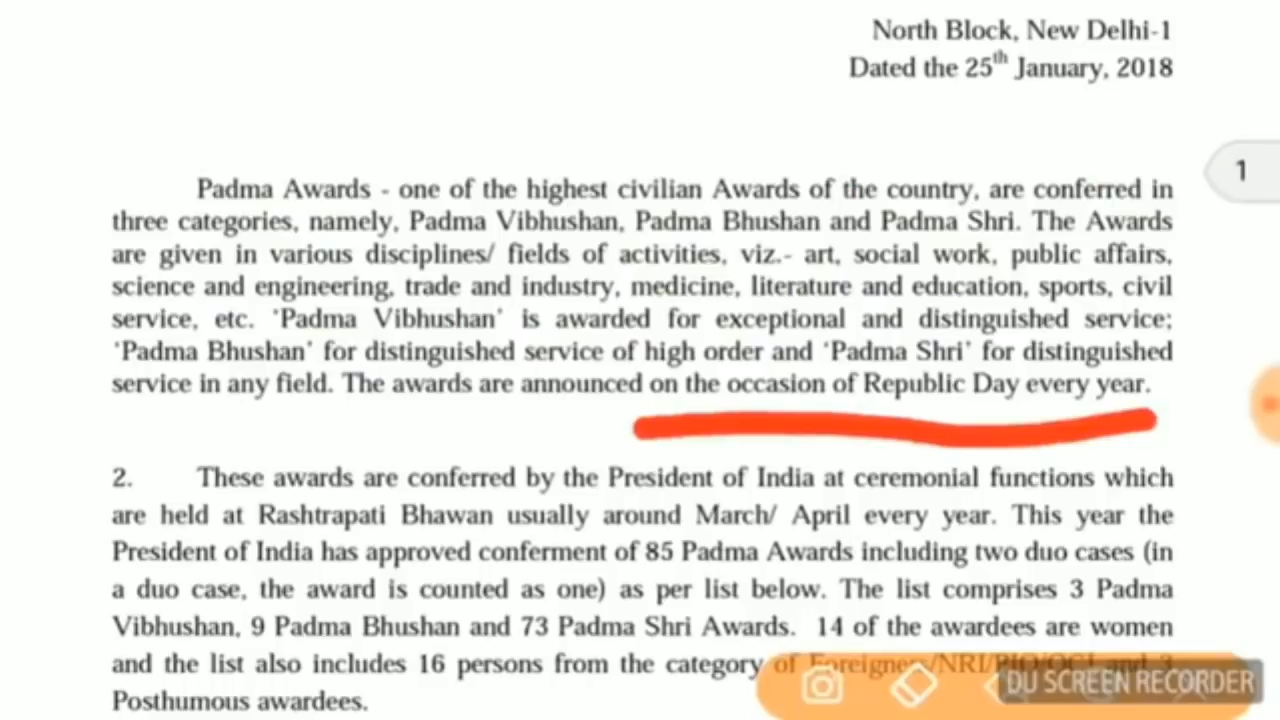 North Block, New Delhi-1
Dated the 25th January, 2018
1
Padma Awards - one of the highest civilian Awards of the country, are conferred in
three categories, namely, Padma Vibhushan, Padma Bhushan and Padma Shri. The Awards
are given in various disciplines/ fields of activities, viz.- art, social work, public affairs,
science and engineering, trade and industry, medicine, literature and education, sports, civil
service, etc. 'Padma Vibhushan' is awarded for exceptional and distinguished service;
'Padma Bhushan' for distinguished service of high order and 'Padma Shri' for distinguished
service in any field. The awards are announced on the occasion of Republic Day every year.
2. These awards are conferred by the President of India at ceremonial functions which
are held at Rashtrapati Bhawan usually around March/ April every year. This year the
President of India has approved conferment of 85 Padma Awards including two duo cases (in
a duo case, the award is counted as one) as per list below. The list comprises 3 Padma
Vibhushan, 9 Padma Bhushan and 73 Padma Shri Awards. 14 of the awardees are women
and the list also includes 16 persons from the category of Foreigners/NRI/PIO/OCI and 3
Posthumous awardees.
DU SCREEN RECORDER